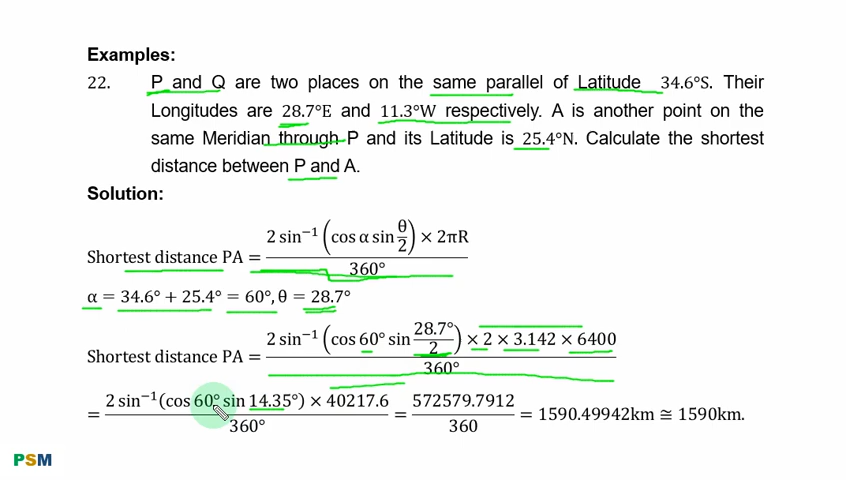 Examples:
22. P and Q are two places on the same parallel of Latitude 34.6°S. Their
Longitudes are 28.7°E and 11.3°W respectively. A is another point on the
same Meridian through P and its Latitude is 25.4°N. Calculate the shortest
distance between P and A.
Solution:
Shortest distance PA = 2 sin⁻¹ (cos α sin θ/2) × 2πR / 360°
α = 34.6° + 25.4° = 60°, θ = 28.7°
Shortest distance PA = 2 sin⁻¹ (cos 60° sin 28.7°/2) × 2 × 3.142 × 6400 / 360°
= 2 sin⁻¹(cos 60° sin 14.35°) × 40217.6 / 360° = 572579.7912 / 360 = 1590.49942km ≅ 1590km.
PSM